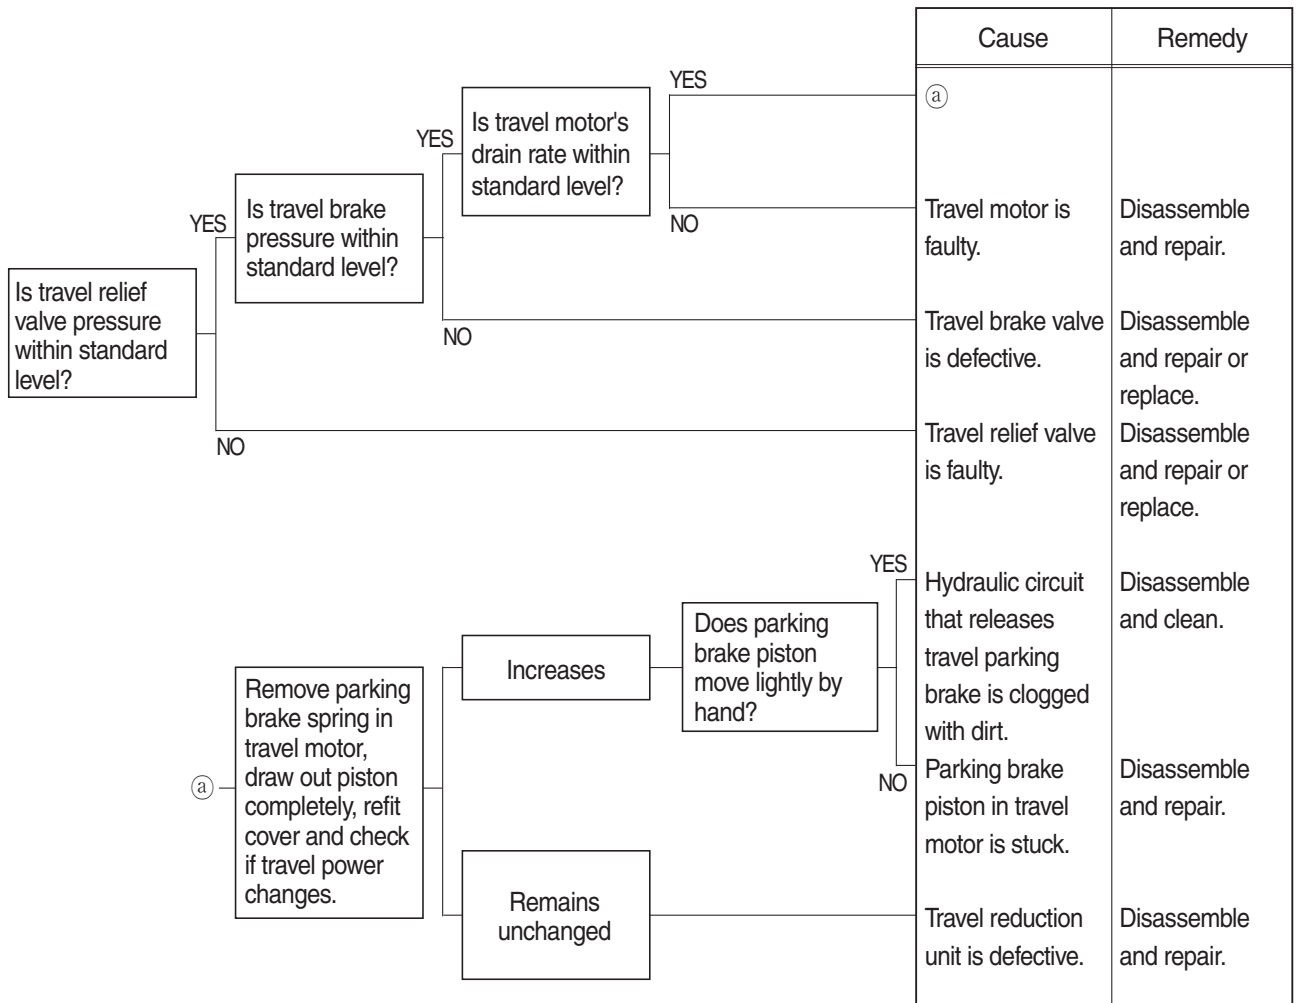 Cause
Remedy
YES
ⓐ
Is travel motor's
drain rate within
standard level?
YES
NO
Travel motor is
faulty.
Disassemble
and repair.
Is travel brake
pressure within
standard level?
YES
NO
Travel brake valve
is defective.
Disassemble
and repair or
replace.
Is travel relief
valve pressure
within standard
level?
NO
Travel relief valve
is faulty.
Disassemble
and repair or
replace.
YES
Hydraulic circuit
that releases
travel parking
brake is clogged
with dirt.
Disassemble
and clean.
Does parking
brake piston
move lightly by
hand?
Increases
NO
Parking brake
piston in travel
motor is stuck.
Disassemble
and repair.
ⓐ
Remove parking
brake spring in
travel motor,
draw out piston
completely, refit
cover and check
if travel power
changes.
Remains
unchanged
Travel reduction
unit is defective.
Disassemble
and repair.